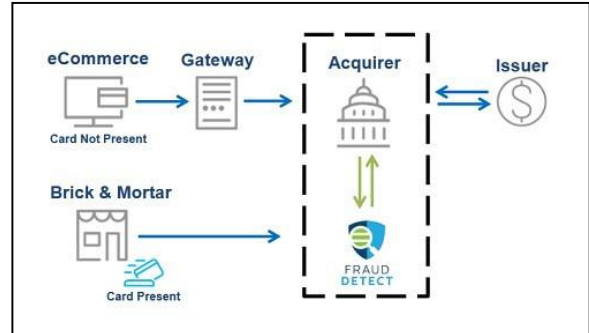 eCommerce
Gateway
Acquirer
Issuer
Card Not Present
Brick & Mortar
Card Present
FRAUD
DETECT